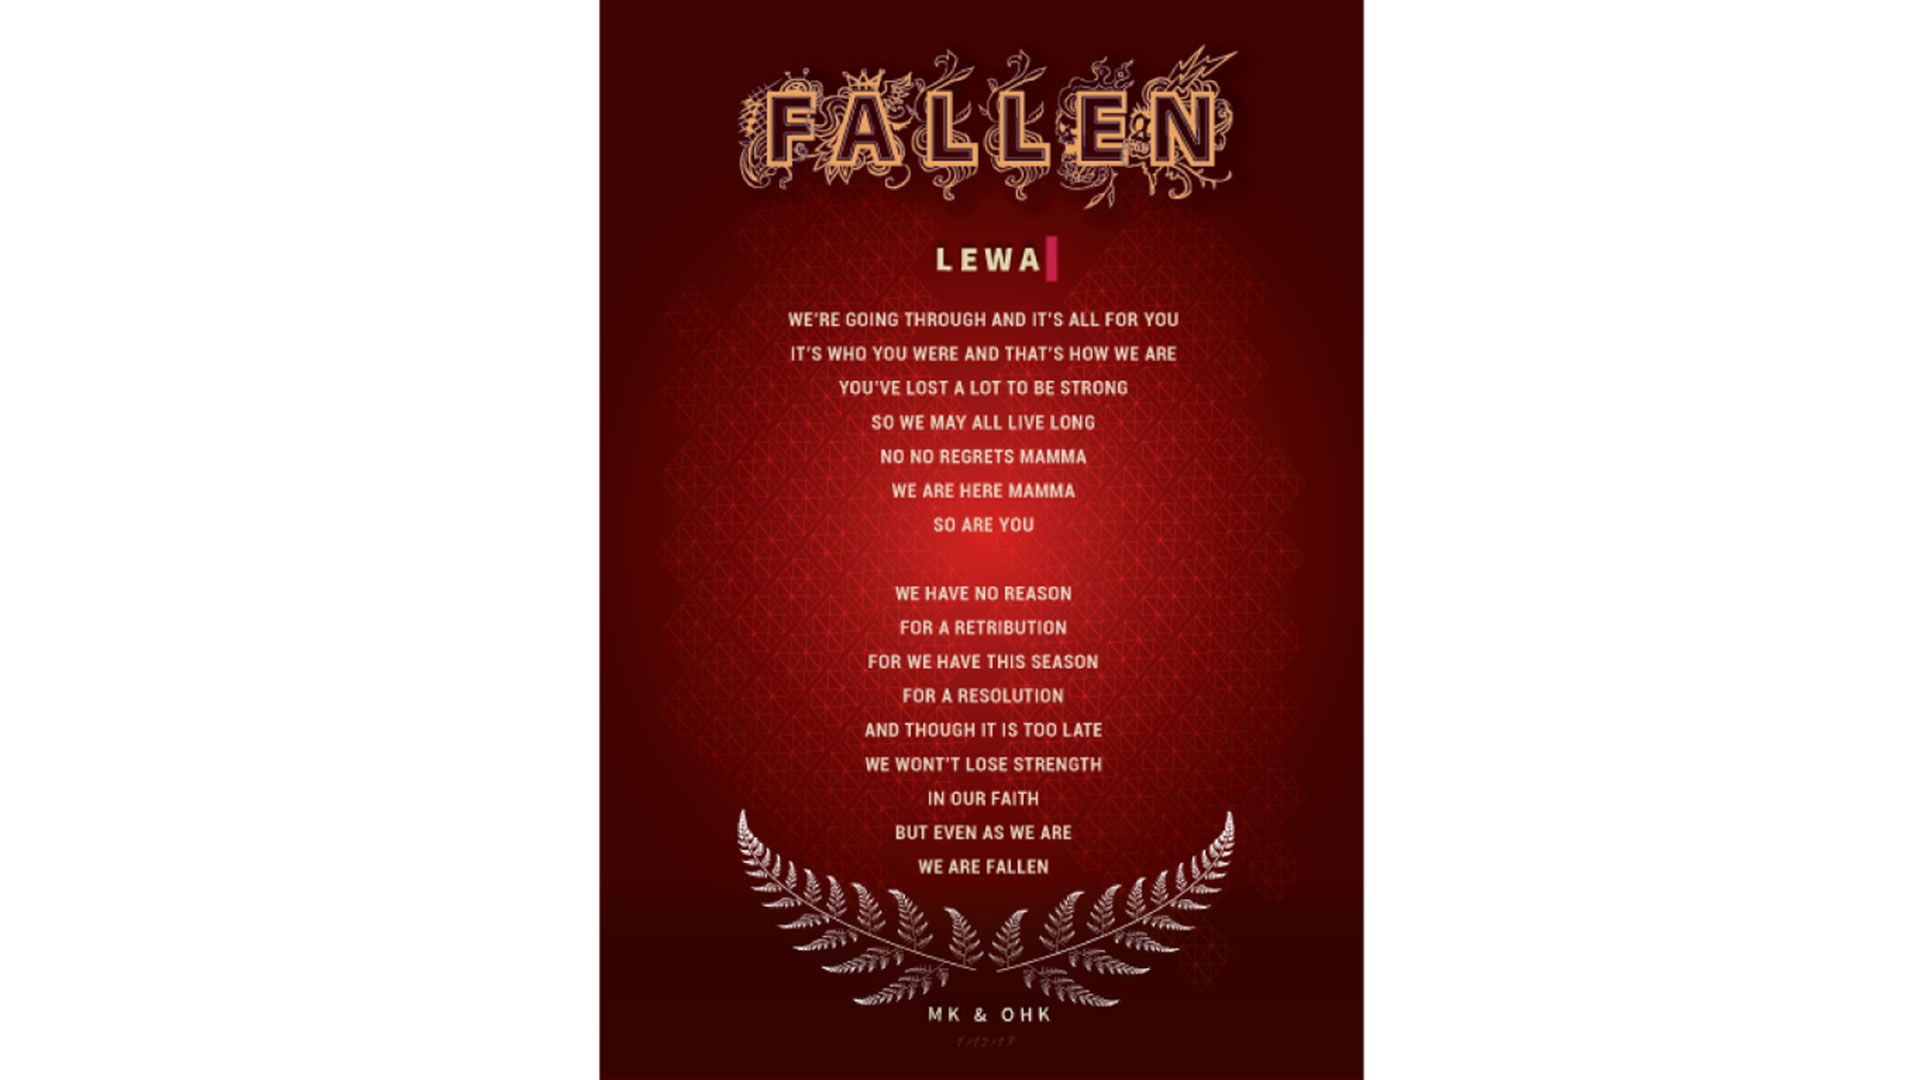 FALLEN
LEWA
WE'RE GOING THROUGH AND IT'S ALL FOR YOU
IT'S WHO YOU WERE AND THAT'S HOW WE ARE
YOU'VE LOST A LOT TO BE STRONG
SO WE MAY ALL LIVE LONG
NO NO REGRETS MAMMA
WE ARE HERE MAMMA
SO ARE YOU
WE HAVE NO REASON
FOR A RETRIBUTION
FOR WE HAVE THIS SEASON
FOR A RESOLUTION
AND THOUGH IT IS TOO LATE
WE WONT'T LOSE STRENGTH
IN OUR FAITH
BUT EVEN AS WE ARE
WE ARE FALLEN
MK & OHK